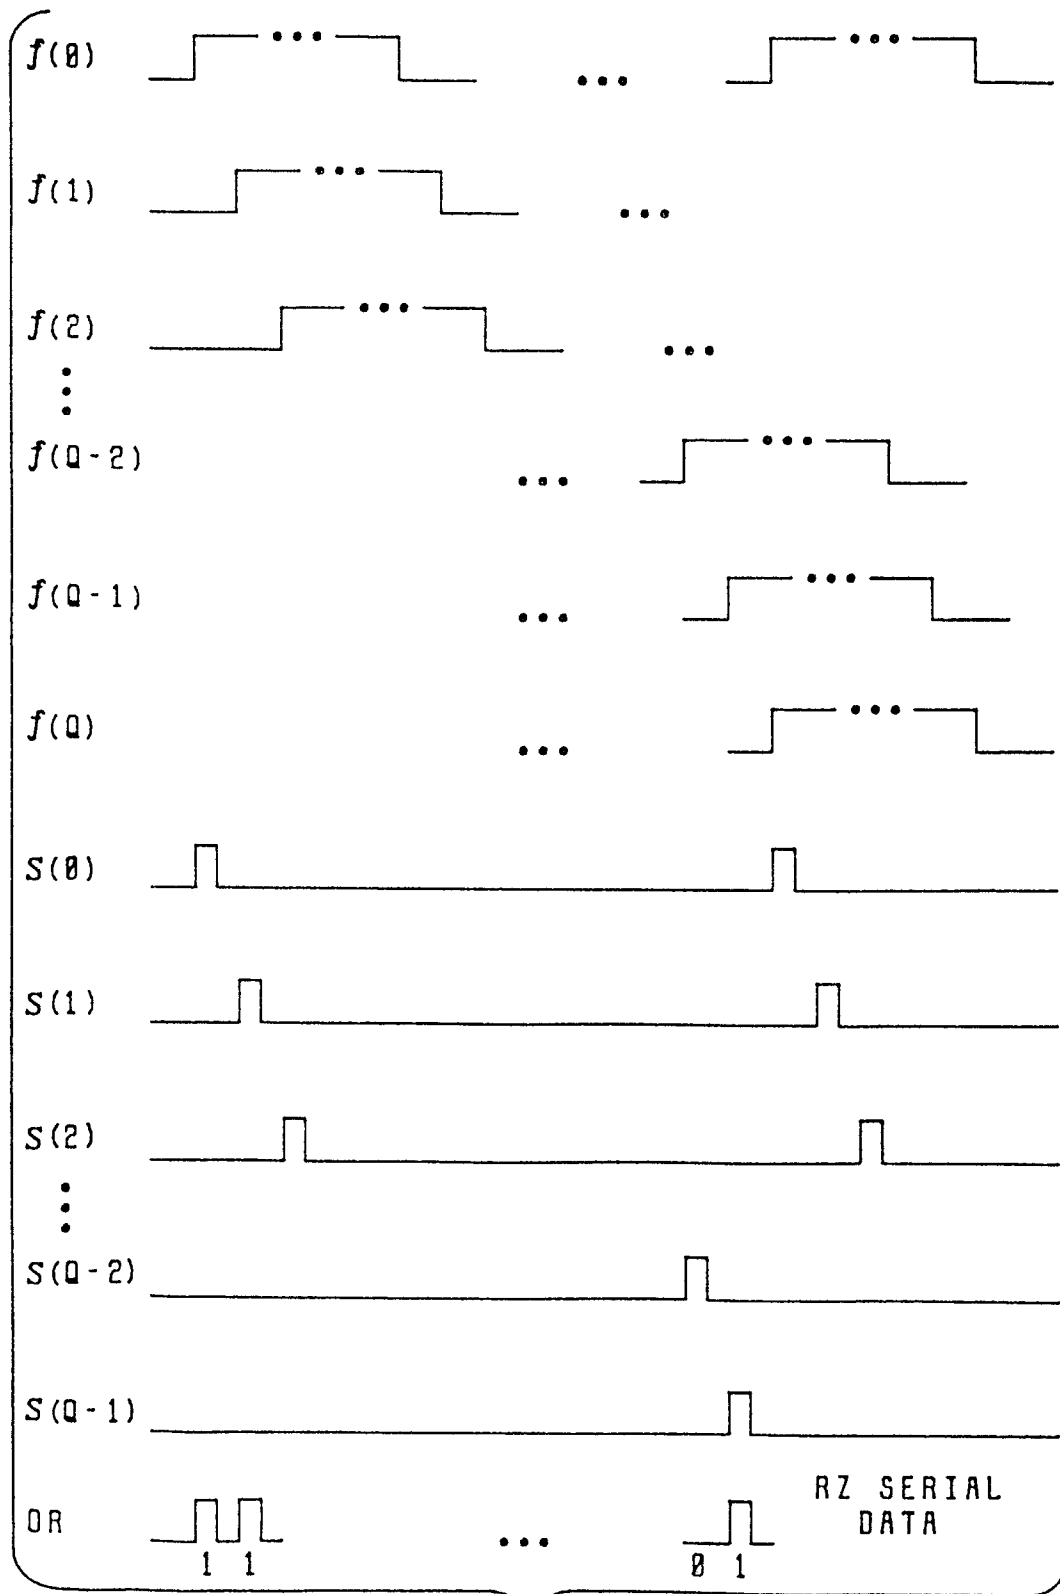 f(0)
f(1)
f(2)
f(Q-2)
f(Q-1)
f(Q)
S(0)
S(1)
S(2)
S(Q-2)
S(Q-1)
OR
1 1
0 1
RZ SERIAL
DATA